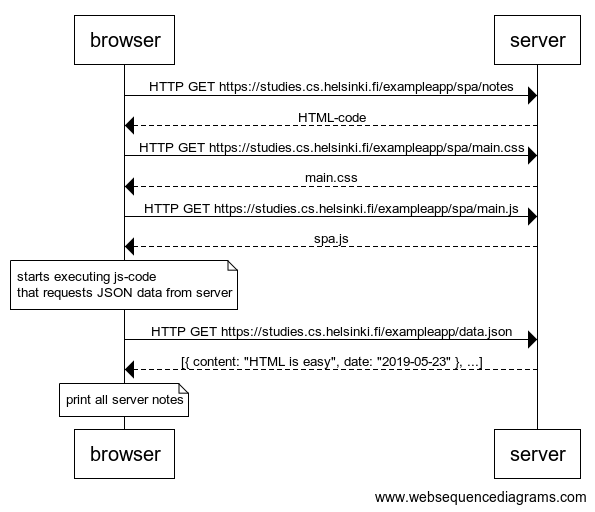 browser
server
HTTP GET https://studies.cs.helsinki.fi/exampleapp/spa/notes
HTML-code
HTTP GET https://studies.cs.helsinki.fi/exampleapp/spa/main.css
main.css
HTTP GET https://studies.cs.helsinki.fi/exampleapp/spa/main.js
spa.js
starts executing js-code
that requests JSON data from server
HTTP GET https://studies.cs.helsinki.fi/exampleapp/data.json
[{ content: "HTML is easy", date: "2019-05-23" }, ...]
print all server notes
browser
server
www.websequencediagrams.com